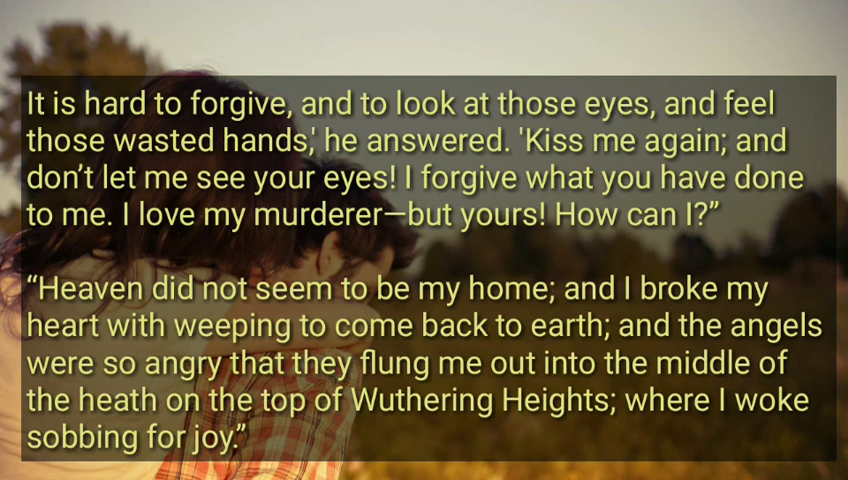 It is hard to forgive, and to look at those eyes, and feel
those wasted hands,' he answered. 'Kiss me again; and
don’t let me see your eyes! I forgive what you have done
to me. I love my murderer—but yours! How can I?”
“Heaven did not seem to be my home; and I broke my
heart with weeping to come back to earth; and the angels
were so angry that they flung me out into the middle of
the heath on the top of Wuthering Heights; where I woke
sobbing for joy.”